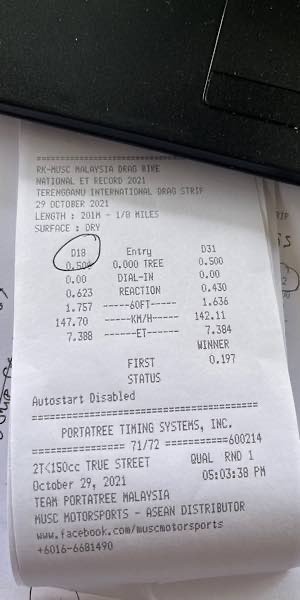 RK-MUSC MALAYSIA DRAG BIKE
NATIONAL ET RECORD 2021
TERENGGANU INTERNATIONAL DRAG STRIP
29 OCTOBER 2021
LENGTH : 201M - 1/8 MILES
SURFACE : DRY
D18 Entry D31
0.500 0.000 TREE 0.500
0.00 DIAL-IN 0.00
0.623 REACTION 0.430
1.757 -----60FT----- 1.636
147.70 -----KM/H----- 142.11
7.388 -------ET------ 7.384
WINNER
FIRST 0.197
STATUS
Autostart Disabled
PORTATREE TIMING SYSTEMS, INC.
================ 71/72 ===========600214
2T<150cc TRUE STREET QUAL RND 1
October 29, 2021 05:03:38 PM
TEAM PORTATREE MALAYSIA
MUSC MOTORSPORTS - ASEAN DISTRIBUTOR
www.facebook.com/muscmotorsports
+6016-6681490